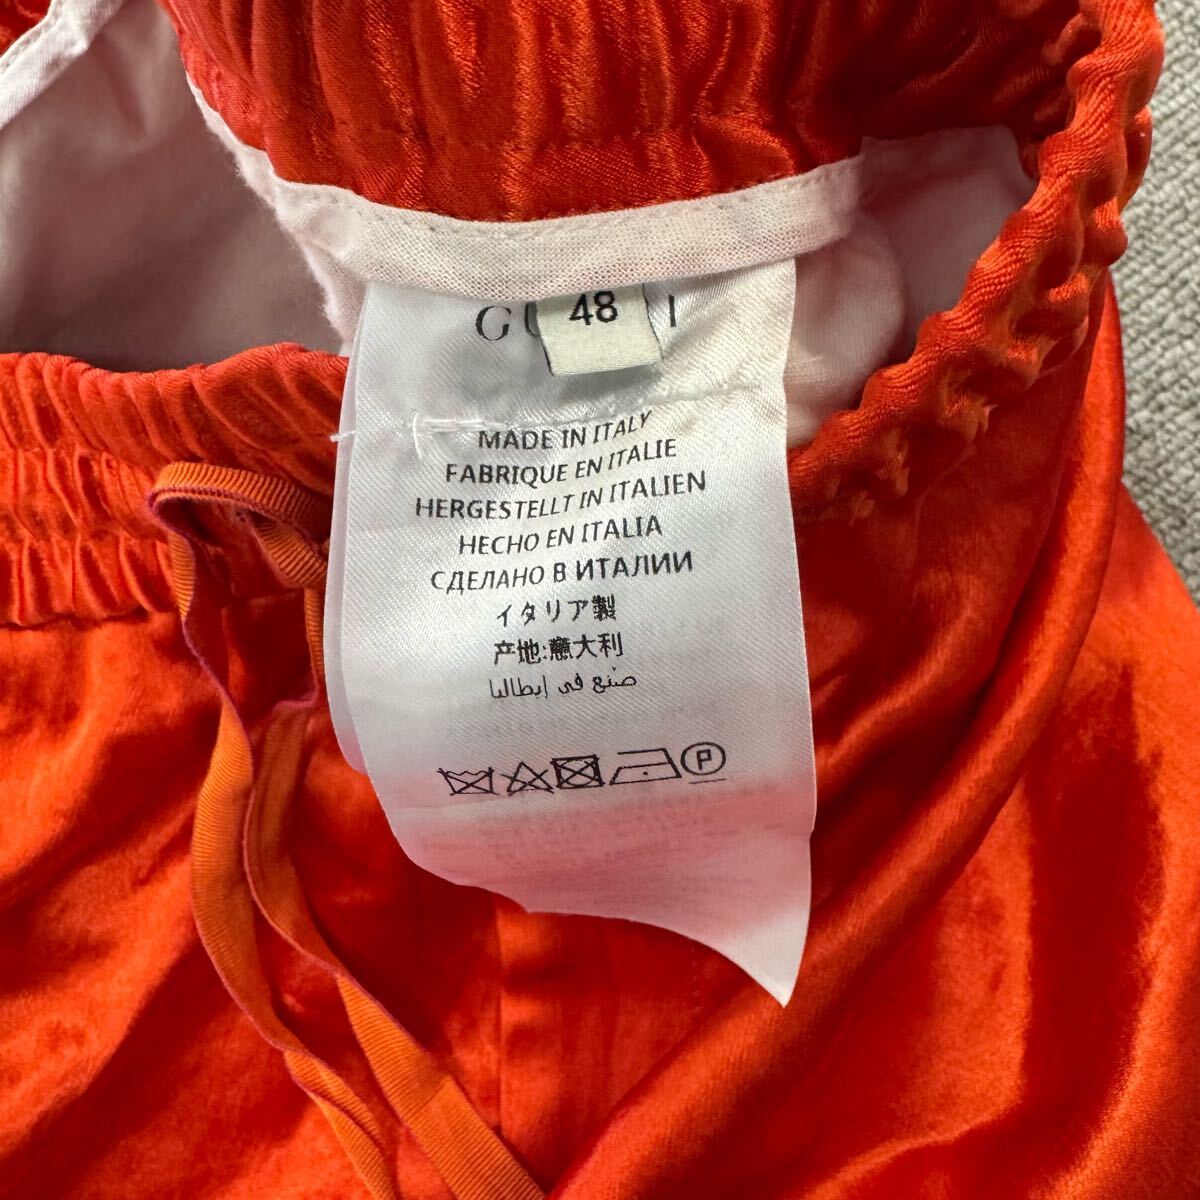 48
MADE IN ITALY
FABRIQUE EN ITALIE
HERGESTELLT IN ITALIEN
HECHO EN ITALIA
СДЕЛАНО В ИТАЛИИ
イタリア製
产地:意大利
صنع في إيطاليا
P